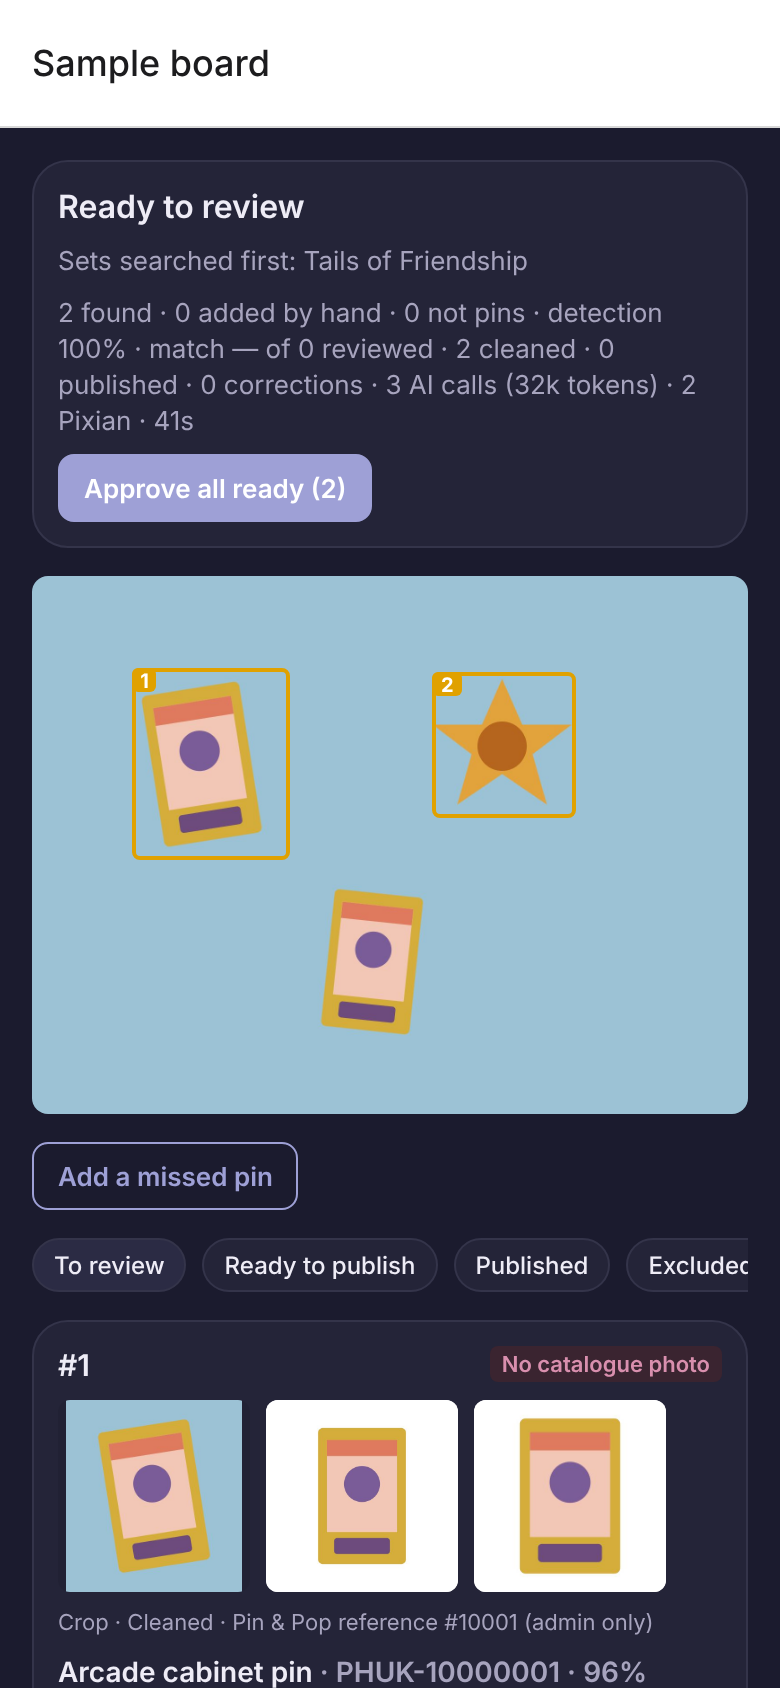 Sample board
Ready to review
Sets searched first: Tails of Friendship
2 found · 0 added by hand · 0 not pins · detection
100% · match — of 0 reviewed · 2 cleaned · 0
published · 0 corrections · 3 AI calls (32k tokens) · 2
Pixian · 41s
Approve all ready (2)
1
2
Add a missed pin
To review
Ready to publish
Published
Excluded
#1
No catalogue photo
Crop · Cleaned · Pin & Pop reference #10001 (admin only)
Arcade cabinet pin · PHUK-10000001 · 96%